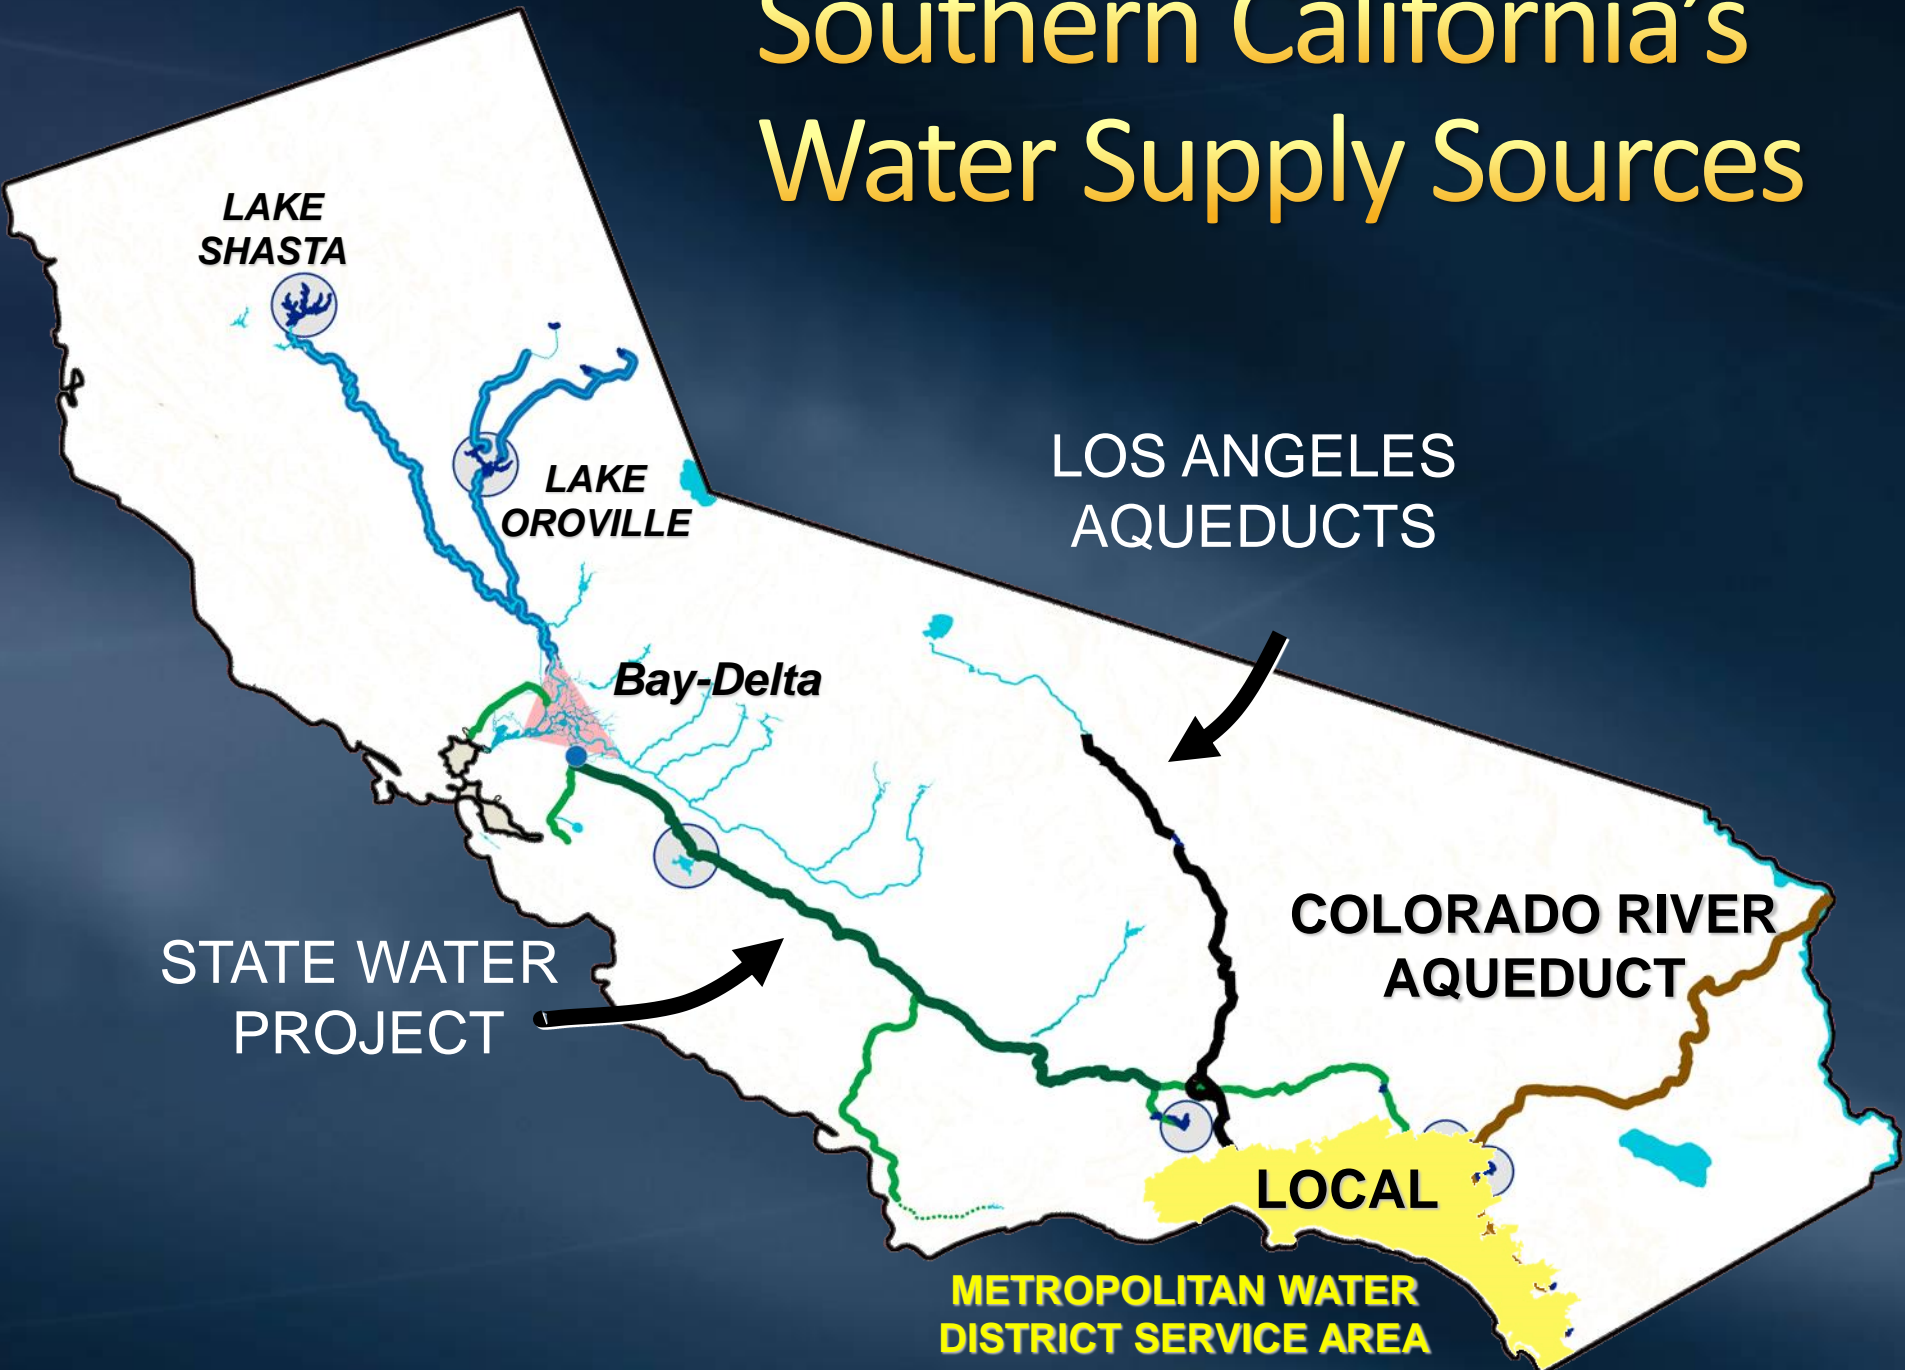 Southern California's
Water Supply Sources
LAKE
SHASTA
LAKE
OROVILLE
LOS ANGELES
AQUEDUCTS
Bay-Delta
COLORADO RIVER
AQUEDUCT
STATE WATER
PROJECT
LOCAL
METROPOLITAN WATER
DISTRICT SERVICE AREA